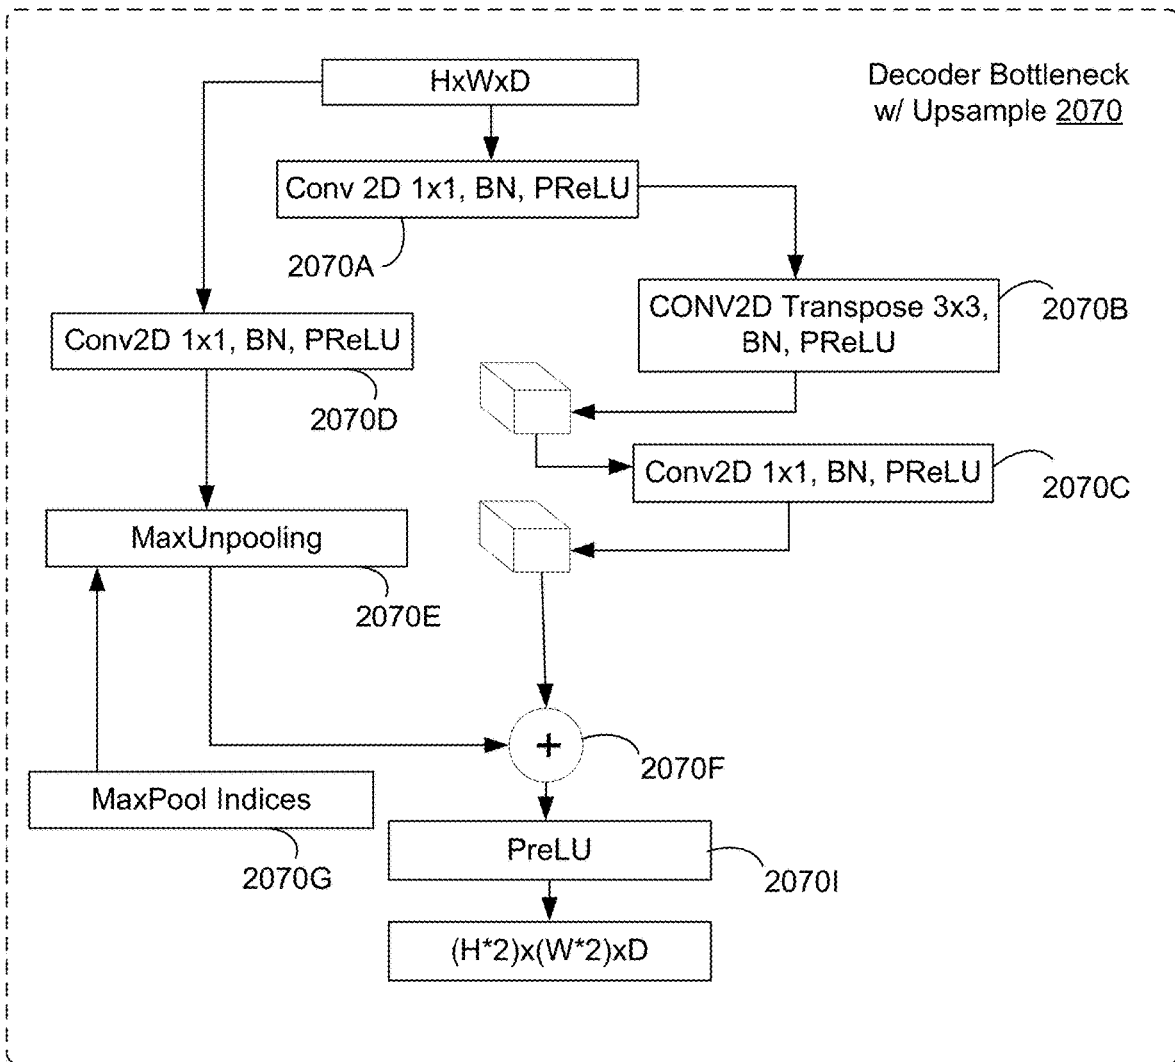 HxWxD
Decoder Bottleneck
w/ Upsample 2070
Conv 2D 1x1, BN, PReLU
2070A
CONV2D Transpose 3x3,
BN, PReLU
2070B
Conv2D 1x1, BN, PReLU
2070D
Conv2D 1x1, BN, PReLU
2070C
MaxUnpooling
2070E
+
2070F
MaxPool Indices
2070G
PreLU
2070I
(H*2)x(W*2)xD